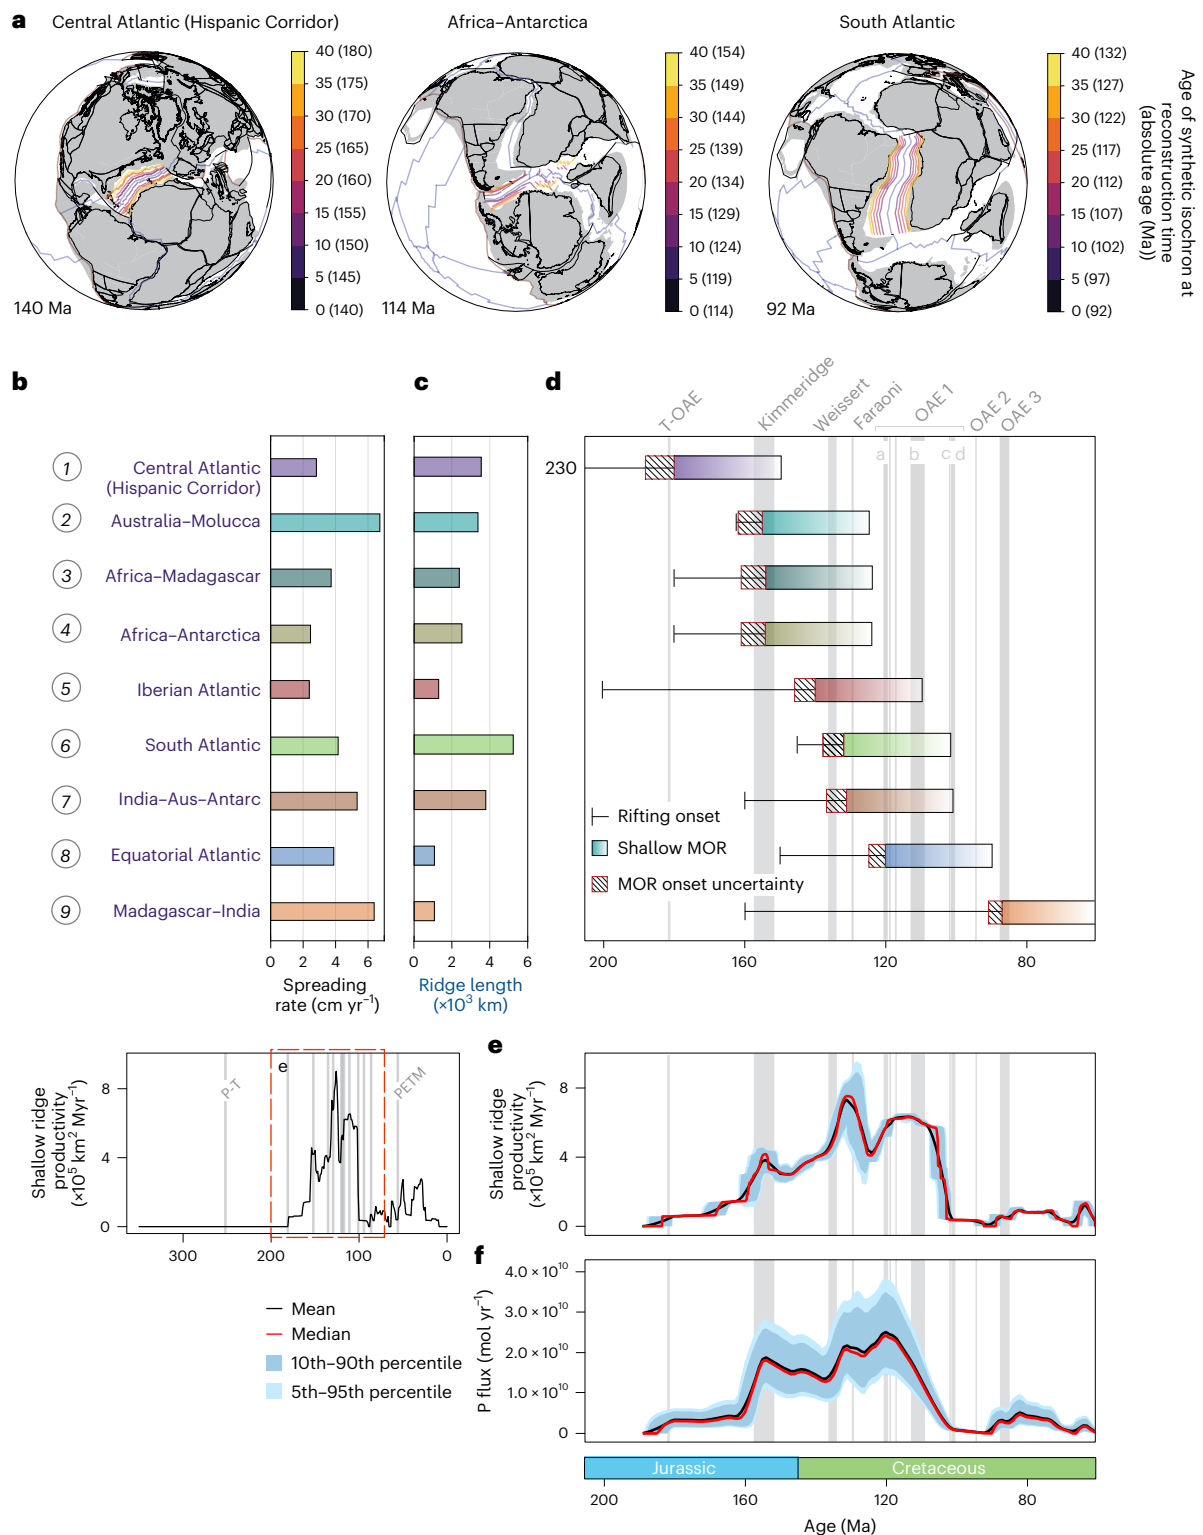 a
Central Atlantic (Hispanic Corridor)
Africa–Antarctica
South Atlantic
40 (180)
35 (175)
30 (170)
25 (165)
20 (160)
15 (155)
10 (150)
5 (145)
0 (140)
140 Ma
40 (154)
35 (149)
30 (144)
25 (139)
20 (134)
15 (129)
10 (124)
5 (119)
0 (114)
114 Ma
40 (132)
35 (127)
30 (122)
25 (117)
20 (112)
15 (107)
10 (102)
5 (97)
0 (92)
92 Ma
Age of synthetic isochron at
reconstruction time
(absolute age (Ma))
b
c
d
1
Central Atlantic
(Hispanic Corridor)
2
Australia–Molucca
3
Africa–Madagascar
4
Africa–Antarctica
5
Iberian Atlantic
6
South Atlantic
7
India–Aus–Antarc
8
Equatorial Atlantic
9
Madagascar–India
0 2 4 6
Spreading
rate (cm yr⁻¹)
0 2 4 6
Ridge length
(×10³ km)
T-OAE
Kimmeridge
Weissert
Faraoni
OAE 1
OAE 2
OAE 3
a b c d
230
Rifting onset
Shallow MOR
MOR onset uncertainty
200 160 120 80
Shallow ridge
productivity
(×10⁵ km² Myr⁻¹)
8
4
0
P-T
e
PETM
300 200 100 0
Mean
Median
10th–90th percentile
5th–95th percentile
e
Shallow ridge
productivity
(×10⁵ km² Myr⁻¹)
8
4
0
f
P flux (mol yr⁻¹)
4.0 × 10¹⁰
3.0 × 10¹⁰
2.0 × 10¹⁰
1.0 × 10¹⁰
0
Jurassic
Cretaceous
200 160 120 80
Age (Ma)